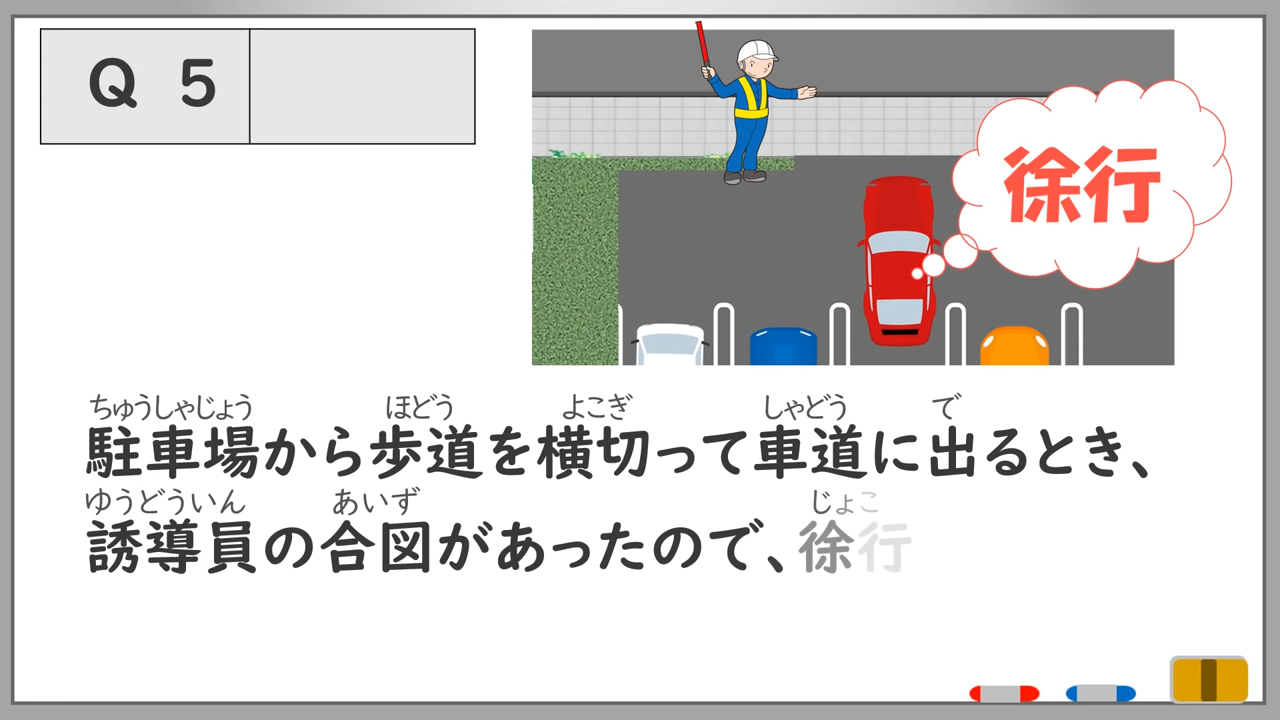 Q 5
徐行
ちゅうしゃじょう ほどう よこぎ しゃどう で
駐車場から歩道を横切って車道に出るとき、
ゆうどういん あいず じょこ
誘導員の合図があったので、徐行